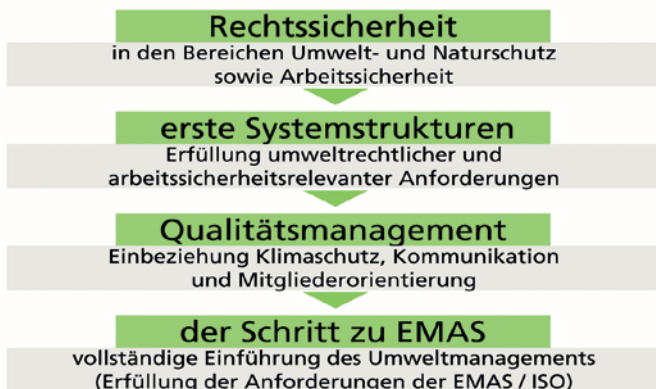 Rechtssicherheit
in den Bereichen Umwelt- und Naturschutz
sowie Arbeitssicherheit
erste Systemstrukturen
Erfüllung umweltrechtlicher und
arbeitssicherheitsrelevanter Anforderungen
Qualitätsmanagement
Einbeziehung Klimaschutz, Kommunikation
und Mitgliederorientierung
der Schritt zu EMAS
vollständige Einführung des Umweltmanagements
(Erfüllung der Anforderungen der EMAS / ISO)